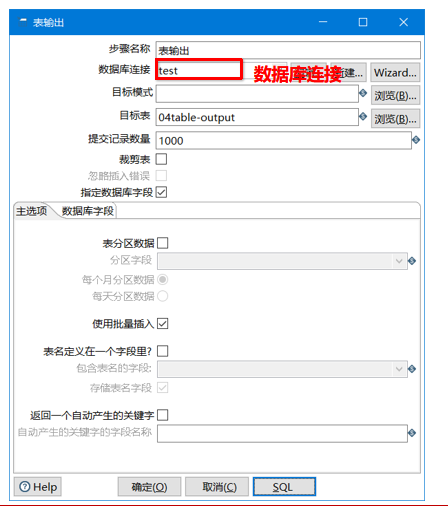 表输出
步骤名称 表输出
数据库连接 test 数据库连接 新建... Wizard...
目标模式 浏览(B)...
目标表 04table-output 浏览(B)...
提交记录数量 1000
裁剪表
忽略插入错误
指定数据库字段
主选项 数据库字段
表分区数据
分区字段
每个月分区数据
每天分区数据
使用批量插入
表名定义在一个字段里?
包含表名的字段:
存储表名字段
返回一个自动产生的关键字
自动产生的关键字的字段名称
Help 确定(O) 取消(C) SQL